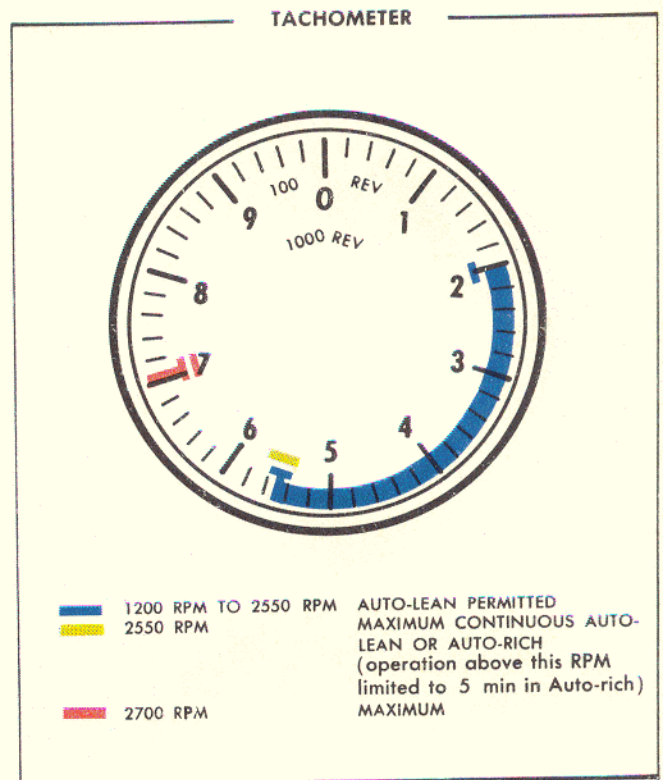 TACHOMETER
100 REV
0
1000 REV
9
1
8
2
7
3
6
5
4
1200 RPM TO 2550 RPM AUTO-LEAN PERMITTED
2550 RPM MAXIMUM CONTINUOUS AUTO-
LEAN OR AUTO-RICH
(operation above this RPM
limited to 5 min in Auto-rich)
2700 RPM MAXIMUM